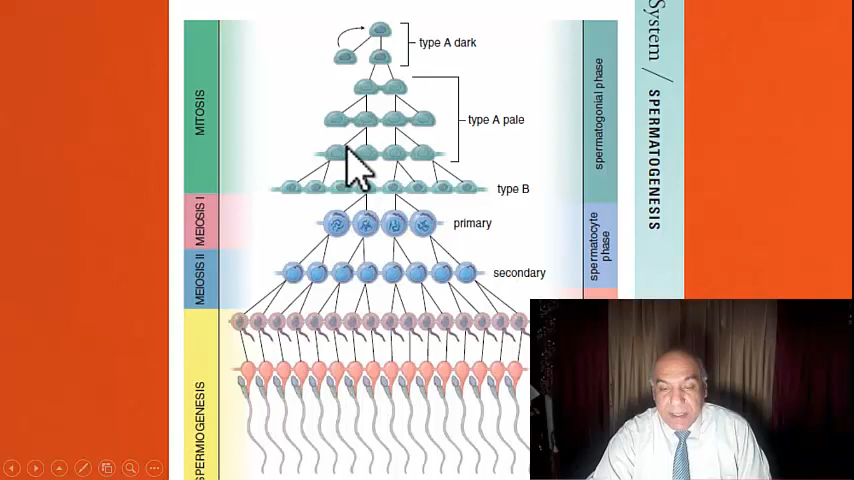 type A dark
type A pale
type B
primary
secondary
MITOSIS
MEIOSIS I
MEIOSIS II
SPERMIOGENESIS
spermatogonial phase
spermatocyte
phase
System / SPERMATOGENESIS